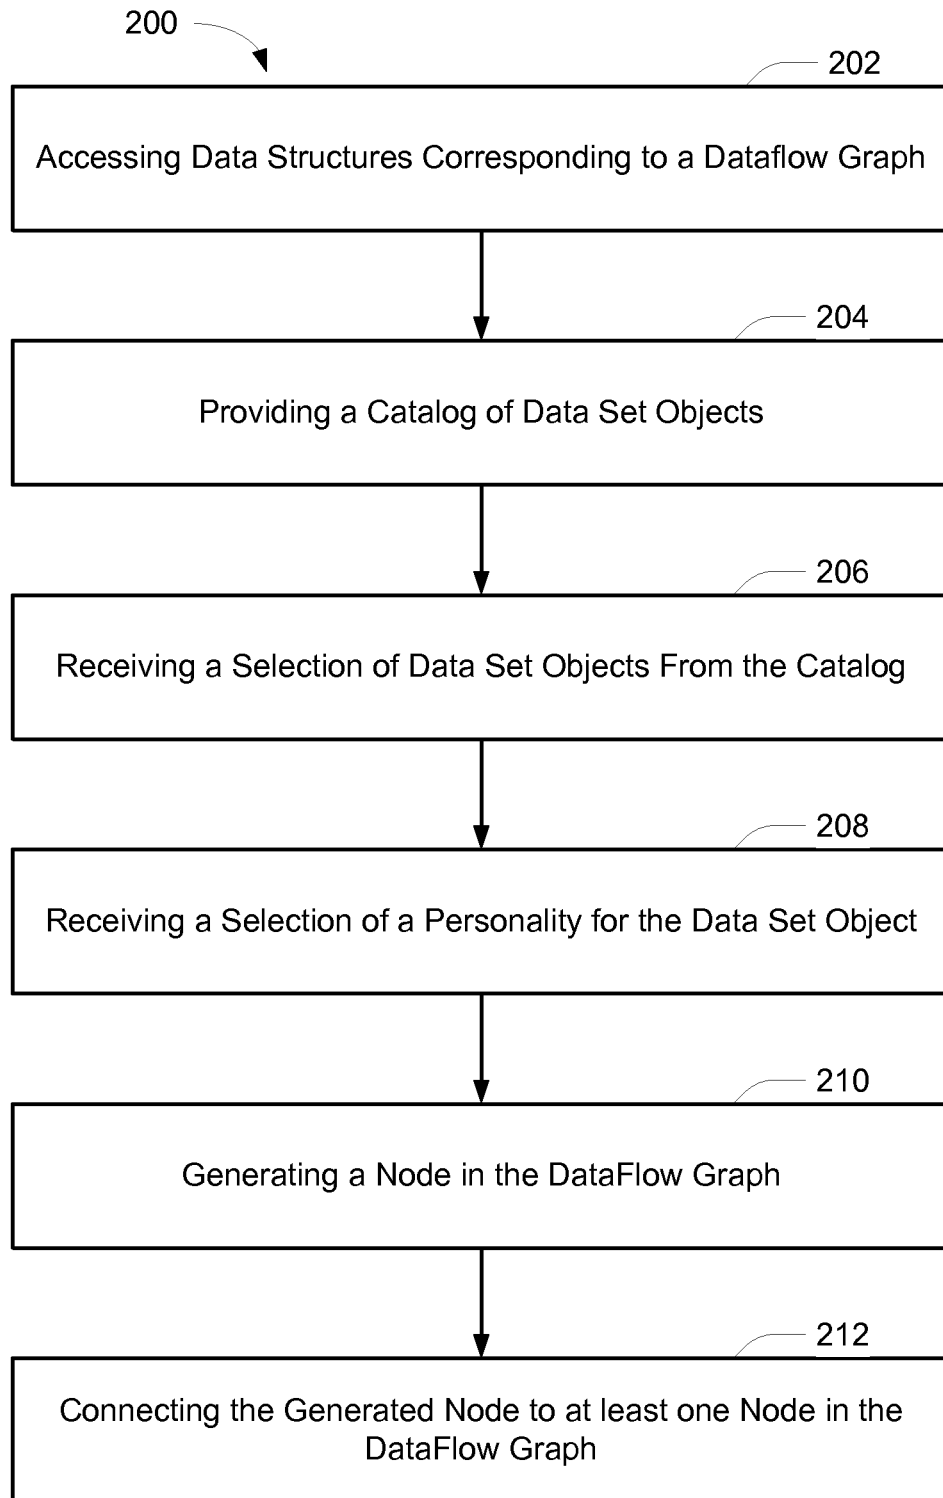 200
202
Accessing Data Structures Corresponding to a Dataflow Graph
204
Providing a Catalog of Data Set Objects
206
Receiving a Selection of Data Set Objects From the Catalog
208
Receiving a Selection of a Personality for the Data Set Object
210
Generating a Node in the DataFlow Graph
212
Connecting the Generated Node to at least one Node in the
DataFlow Graph